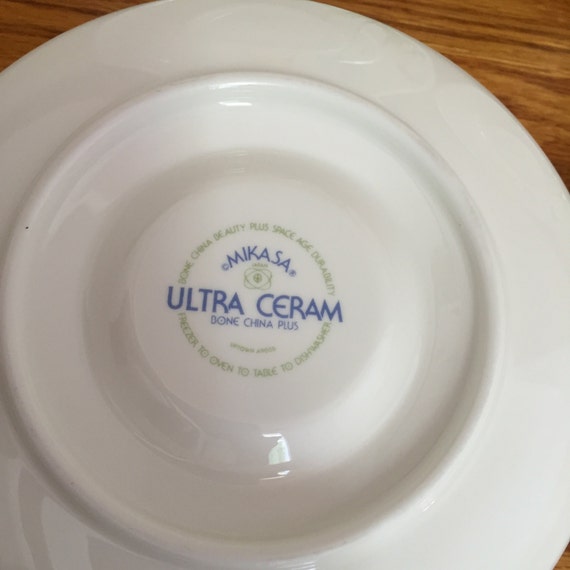 BONE CHINA BEAUTY PLUS SPACE AGE DURABILITY
©MIKASA®
JAPAN
ULTRA CERAM
BONE CHINA PLUS
FREEZER TO OVEN TO TABLE TO DISHWASHER